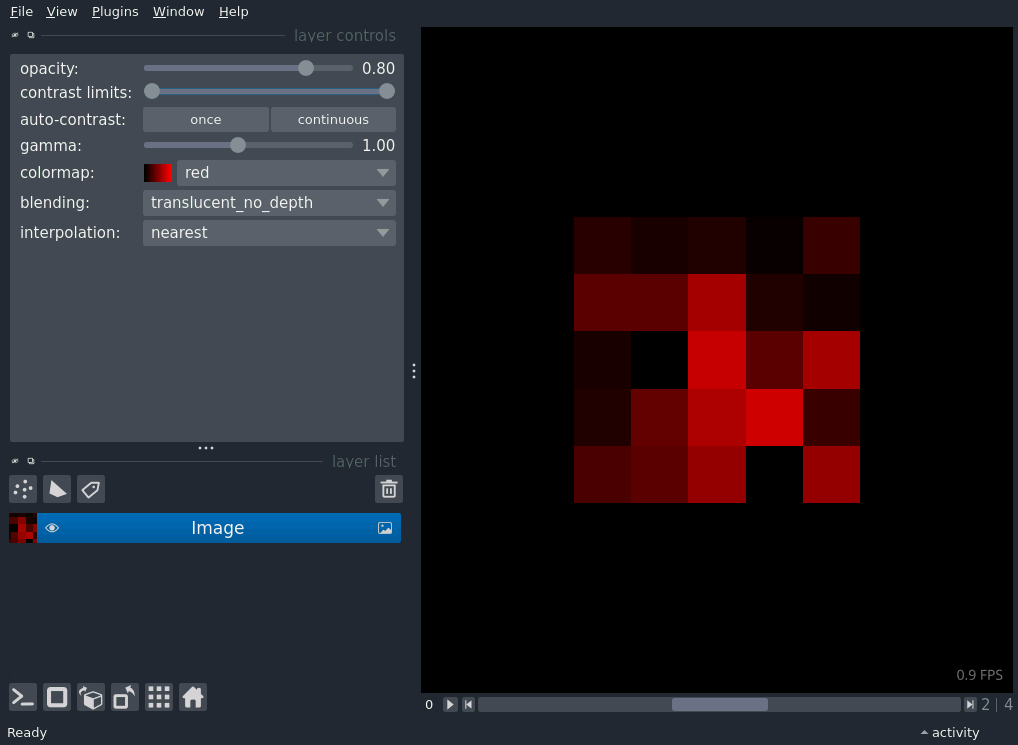 File View Plugins Window Help
layer controls
opacity: 0.80
contrast limits:
auto-contrast: once continuous
gamma: 1.00
colormap: red
blending: translucent_no_depth
interpolation: nearest
layer list
Image
0.9 FPS
0 2 | 4
Ready activity